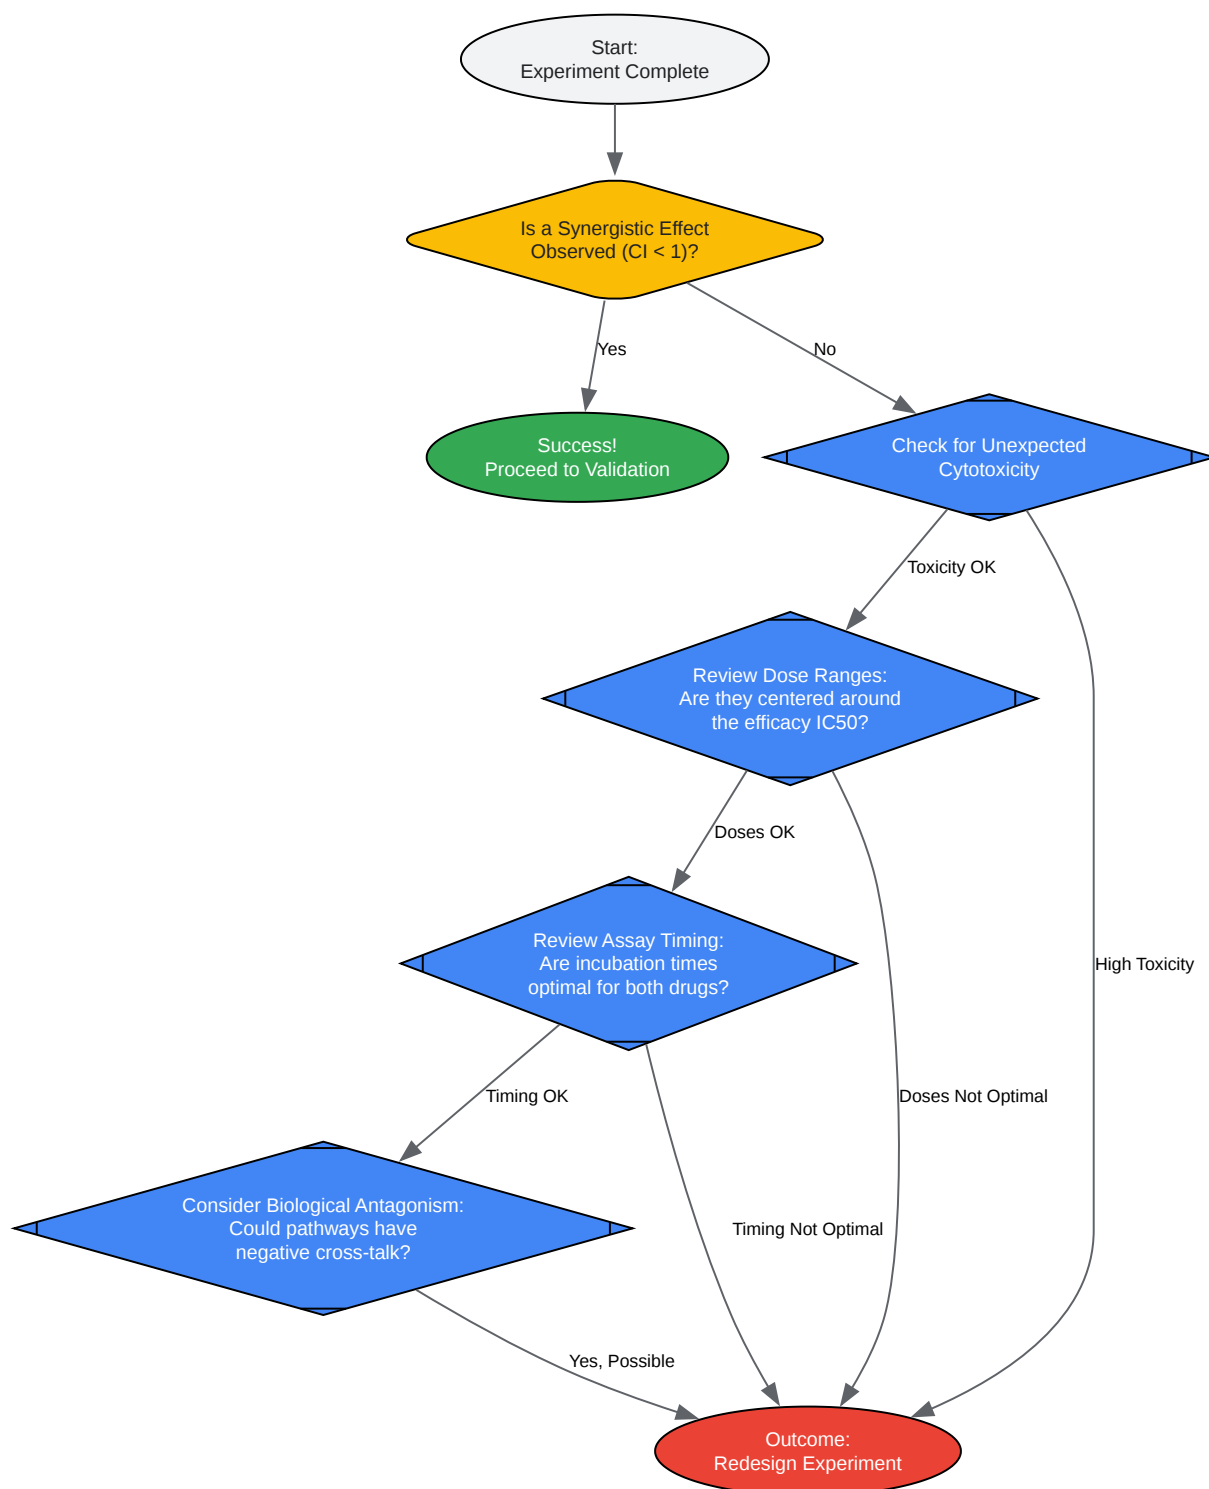 Start:
Experiment Complete
Is a Synergistic Effect
Observed (CI < 1)?
Yes
No
Success!
Proceed to Validation
Check for Unexpected
Cytotoxicity
Toxicity OK
Review Dose Ranges:
Are they centered around
the efficacy IC50?
Doses OK
Review Assay Timing:
Are incubation times
optimal for both drugs?
High Toxicity
Timing OK
Doses Not Optimal
Consider Biological Antagonism:
Could pathways have
negative cross-talk?
Timing Not Optimal
Yes, Possible
Outcome:
Redesign Experiment